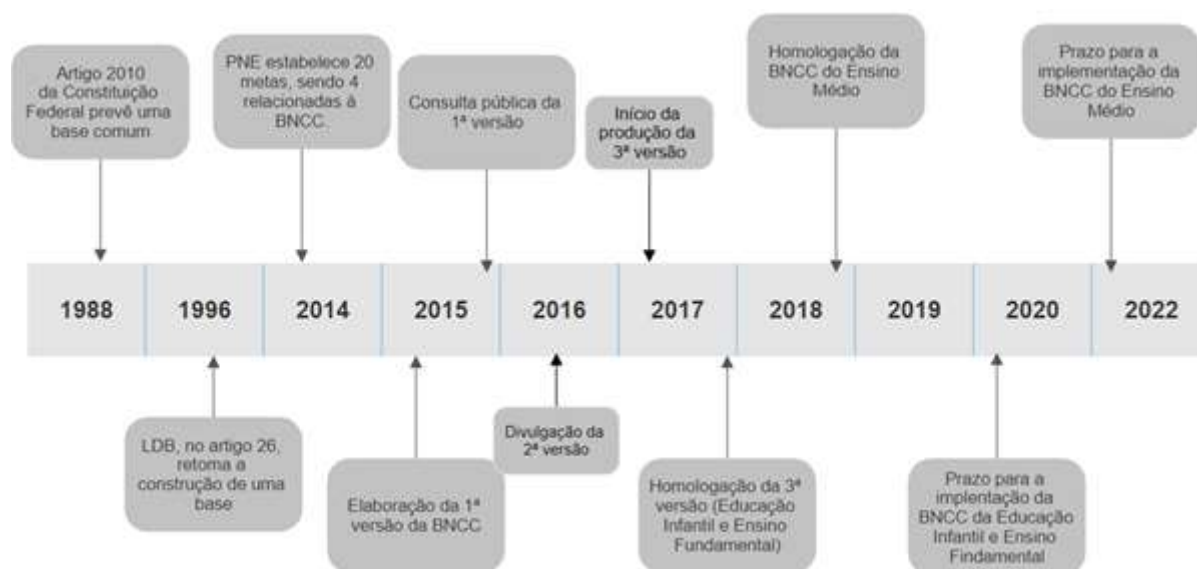 Artigo 2010
da Constituição
Federal prevê uma
base comum
PNE estabelece 20
metas, sendo 4
relacionadas à
BNCC.
Consulta pública da
1ª versão
Início da
produção da
3ª versão
Homologação da
BNCC do Ensino
Médio
Prazo para a
implementação da
BNCC do Ensino
Médio
1988
1996
2014
2015
2016
2017
2018
2019
2020
2022
LDB, no artigo 26,
retoma a
construção de uma
base
Elaboração da 1ª
versão da BNCC
Divulgação da
2ª versão
Homologação da 3ª
versão (Educação
Infantil e Ensino
Fundamental)
Prazo para a
implentação da
BNCC da Educação
Infantil e Ensino
Findamental